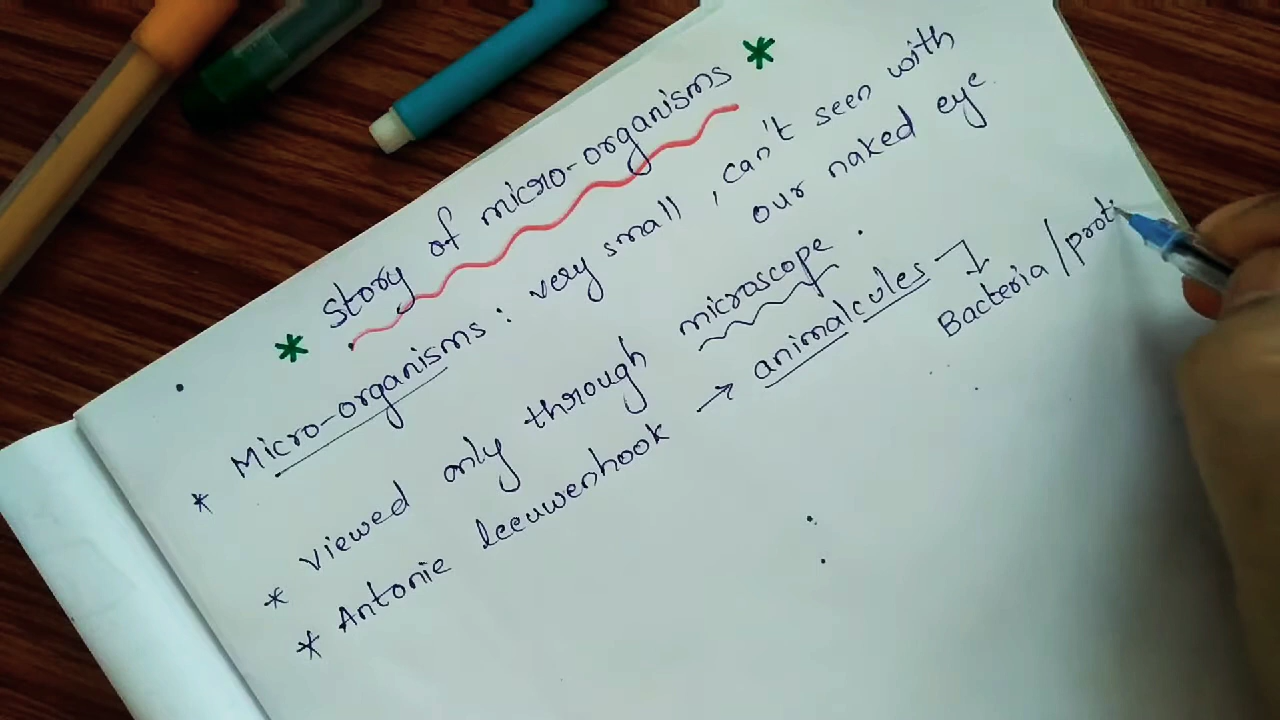 * Story of micro-organisms *
* Micro-organisms : very small , can't seen with
our naked eye
* Viewed only through microscope .
* Antonie leeuwenhook → animalcules
Bacteria / proti